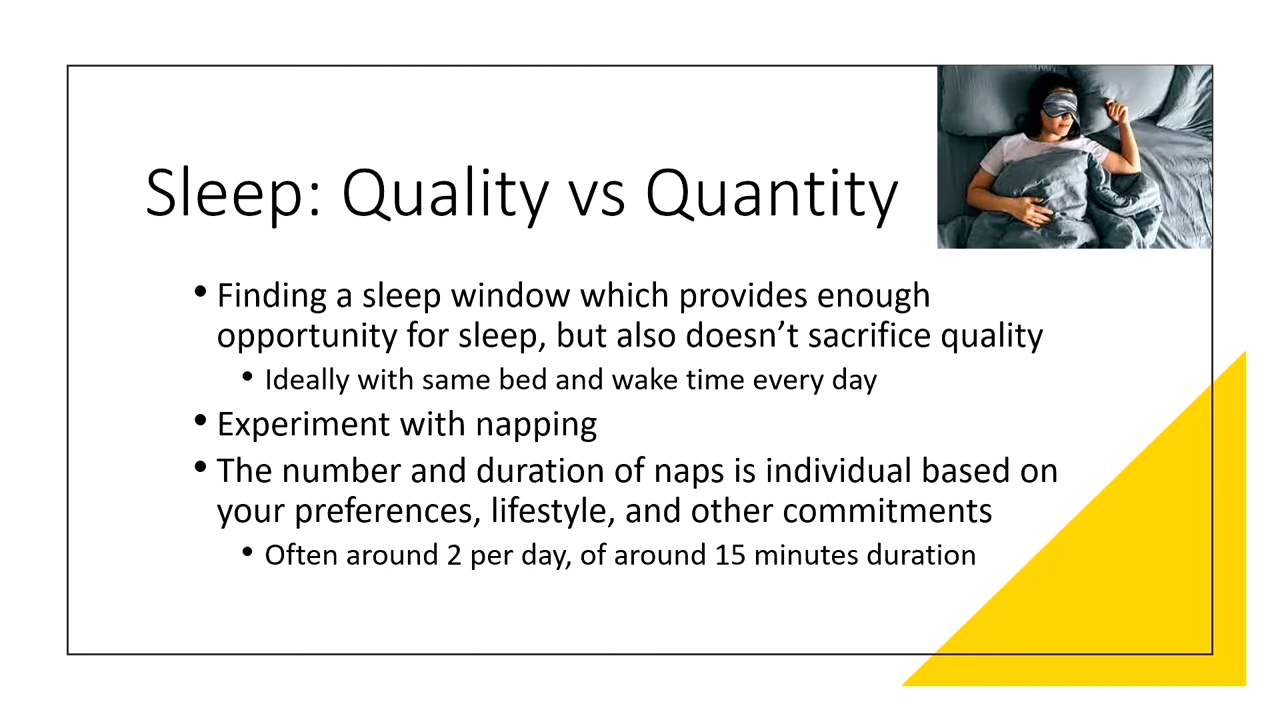 Sleep: Quality vs Quantity
• Finding a sleep window which provides enough
opportunity for sleep, but also doesn’t sacrifice quality
• Ideally with same bed and wake time every day
• Experiment with napping
• The number and duration of naps is individual based on
your preferences, lifestyle, and other commitments
• Often around 2 per day, of around 15 minutes duration